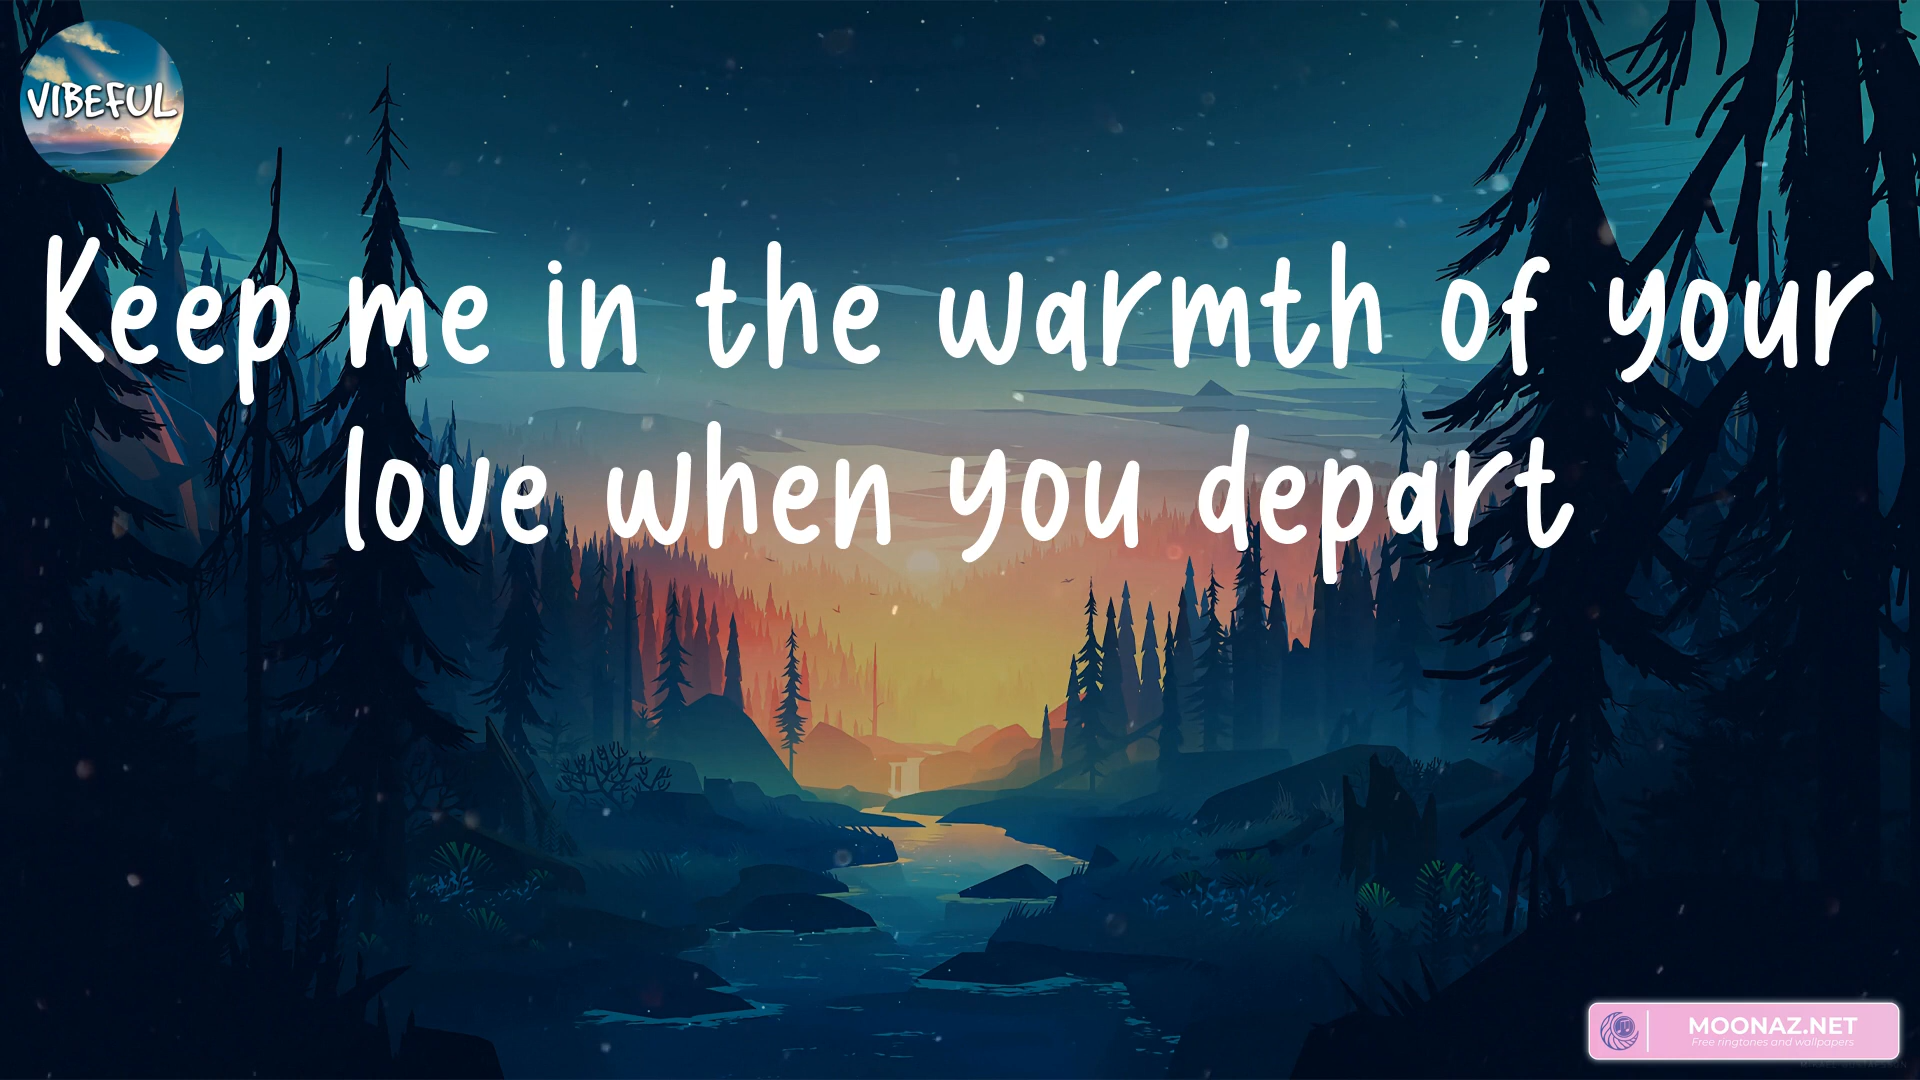 VIBEFUL
Keep me in the warmth of your
love when you depart
MOONAZ.NET
Free ringtones and wallpapers